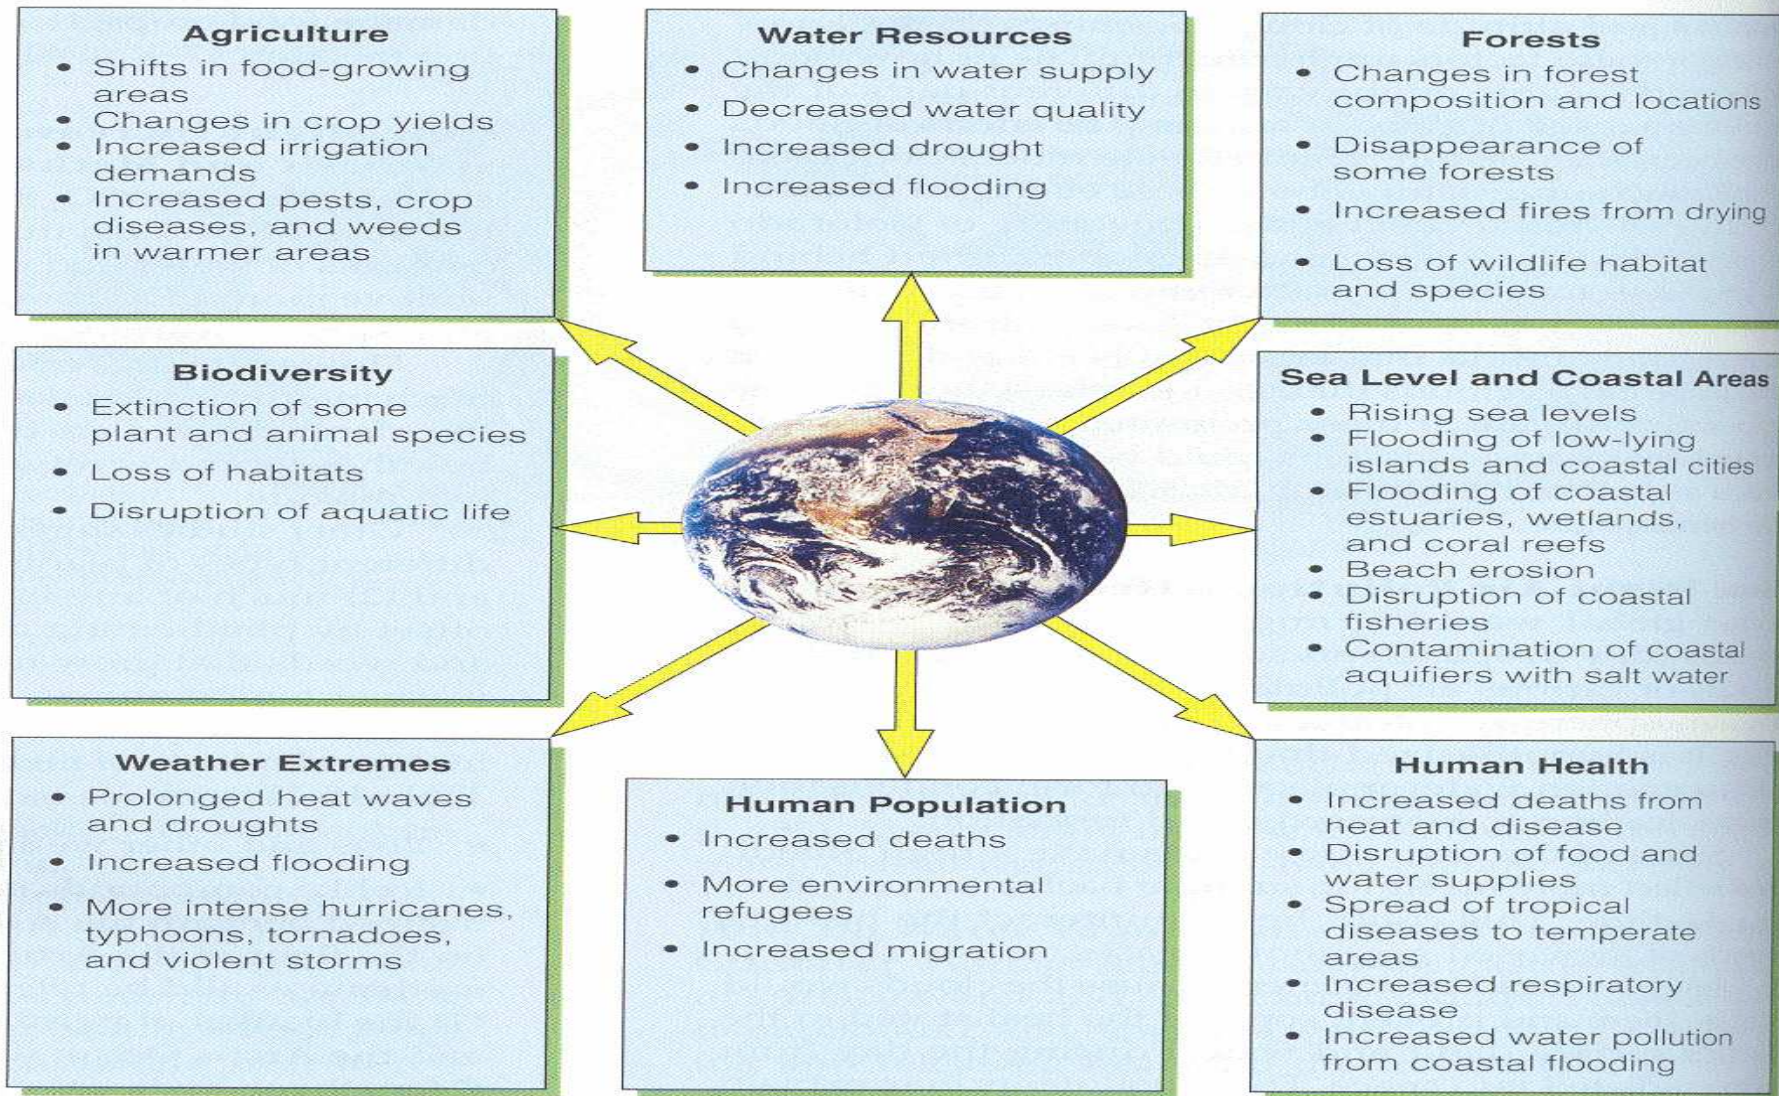 Agriculture
• Shifts in food-growing
areas
• Changes in crop yields
• Increased irrigation
demands
• Increased pests, crop
diseases, and weeds
in warmer areas
Water Resources
• Changes in water supply
• Decreased water quality
• Increased drought
• Increased flooding
Forests
• Changes in forest
composition and locations
• Disappearance of
some forests
• Increased fires from drying
• Loss of wildlife habitat
and species
Biodiversity
• Extinction of some
plant and animal species
• Loss of habitats
• Disruption of aquatic life
Sea Level and Coastal Areas
• Rising sea levels
• Flooding of low-lying
islands and coastal cities
• Flooding of coastal
estuaries, wetlands,
and coral reefs
• Beach erosion
• Disruption of coastal
fisheries
• Contamination of coastal
aquifiers with salt water
Weather Extremes
• Prolonged heat waves
and droughts
• Increased flooding
• More intense hurricanes,
typhoons, tornadoes,
and violent storms
Human Population
• Increased deaths
• More environmental
refugees
• Increased migration
Human Health
• Increased deaths from
heat and disease
• Disruption of food and
water supplies
• Spread of tropical
diseases to temperate
areas
• Increased respiratory
disease
• Increased water pollution
from coastal flooding